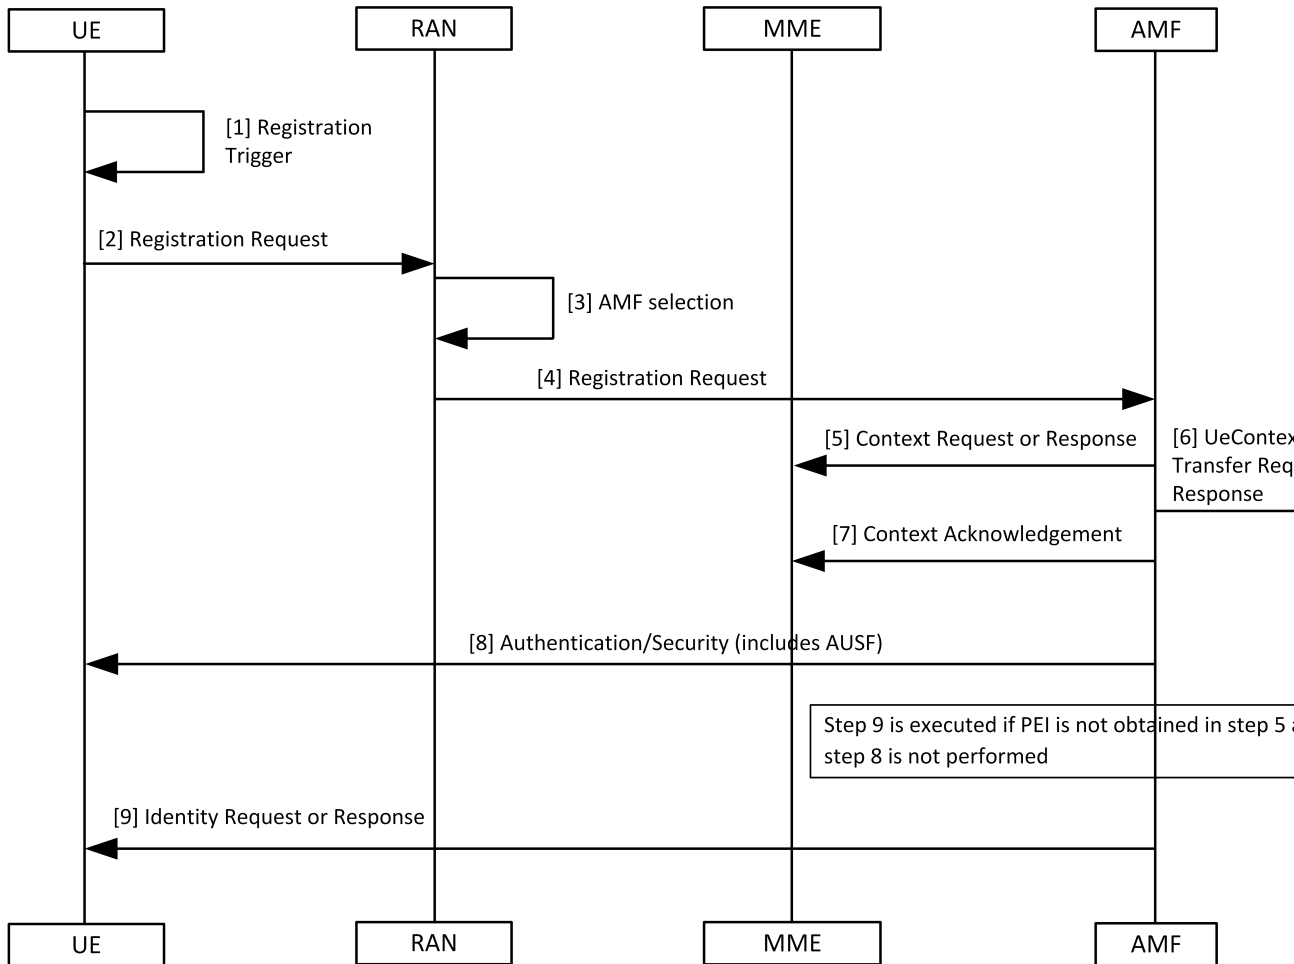 UE
RAN
MME
AMF
[1] Registration
Trigger
[2] Registration Request
[3] AMF selection
[4] Registration Request
[5] Context Request or Response
[6] UeContex
Transfer Req
Response
[7] Context Acknowledgement
[8] Authentication/Security (includes AUSF)
Step 9 is executed if PEI is not obtained in step 5
step 8 is not performed
[9] Identity Request or Response
UE
RAN
MME
AMF